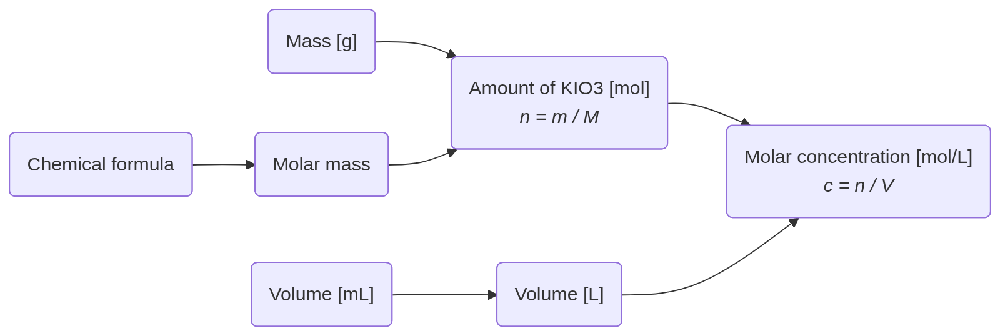 Mass [g]
Amount of KIO3 [mol]
n = m / M
Chemical formula
Molar mass
Molar concentration [mol/L]
c = n / V
Volume [mL]
Volume [L]